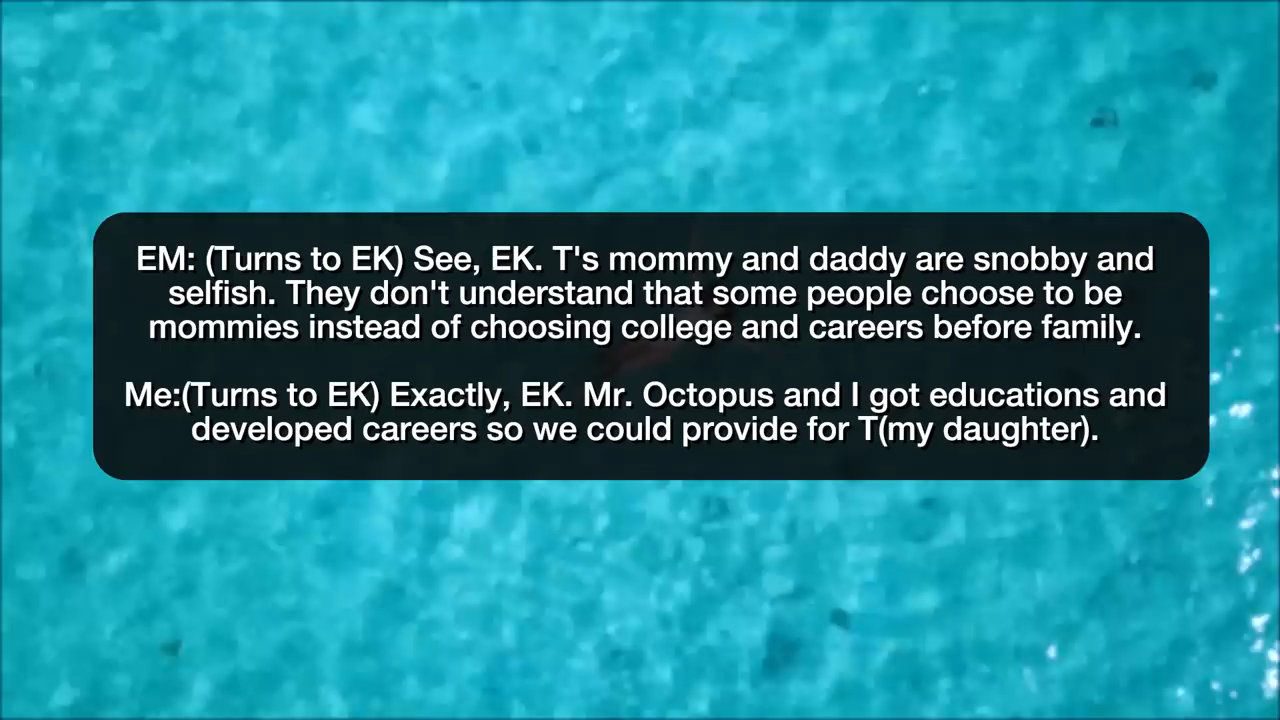 EM: (Turns to EK) See, EK. T's mommy and daddy are snobby and
selfish. They don't understand that some people choose to be
mommies instead of choosing college and careers before family.
Me:(Turns to EK) Exactly, EK. Mr. Octopus and I got educations and
developed careers so we could provide for T(my daughter).